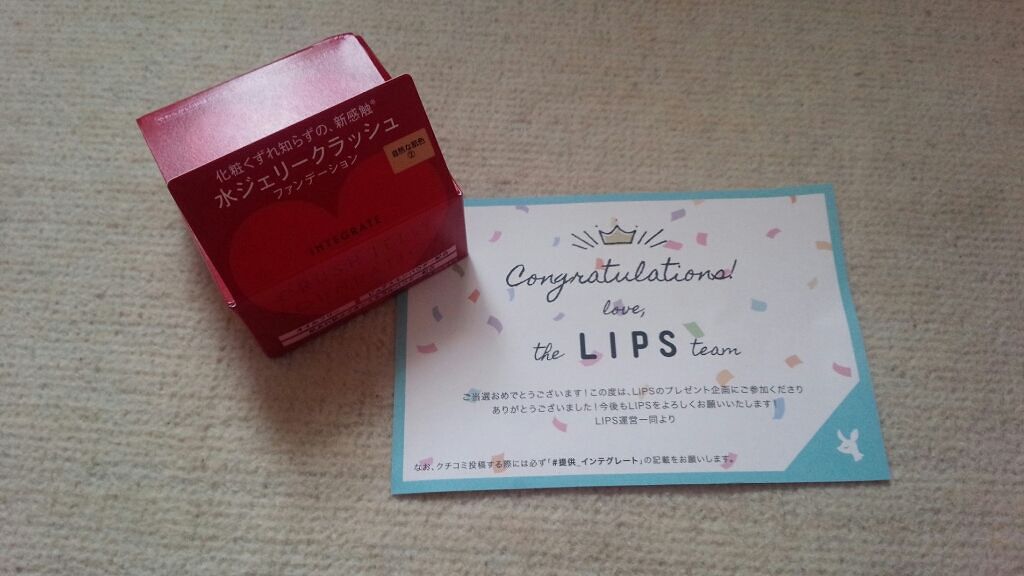 化粧くずれ知らずの、新感触※
水ジェリークラッシュ
ファンデーション
自然な肌色
②
INTEGRATE
Congratulations!
love,
the LIPS team
ご当選おめでとうございます！この度は、LIPSのプレゼント企画にご参加くださり
ありがとうございました！今後もLIPSをよろしくお願いいたします！
LIPS運営一同より
なお、クチコミ投稿する際には必ず「#提供_インテグレート」の記載をお願いします。